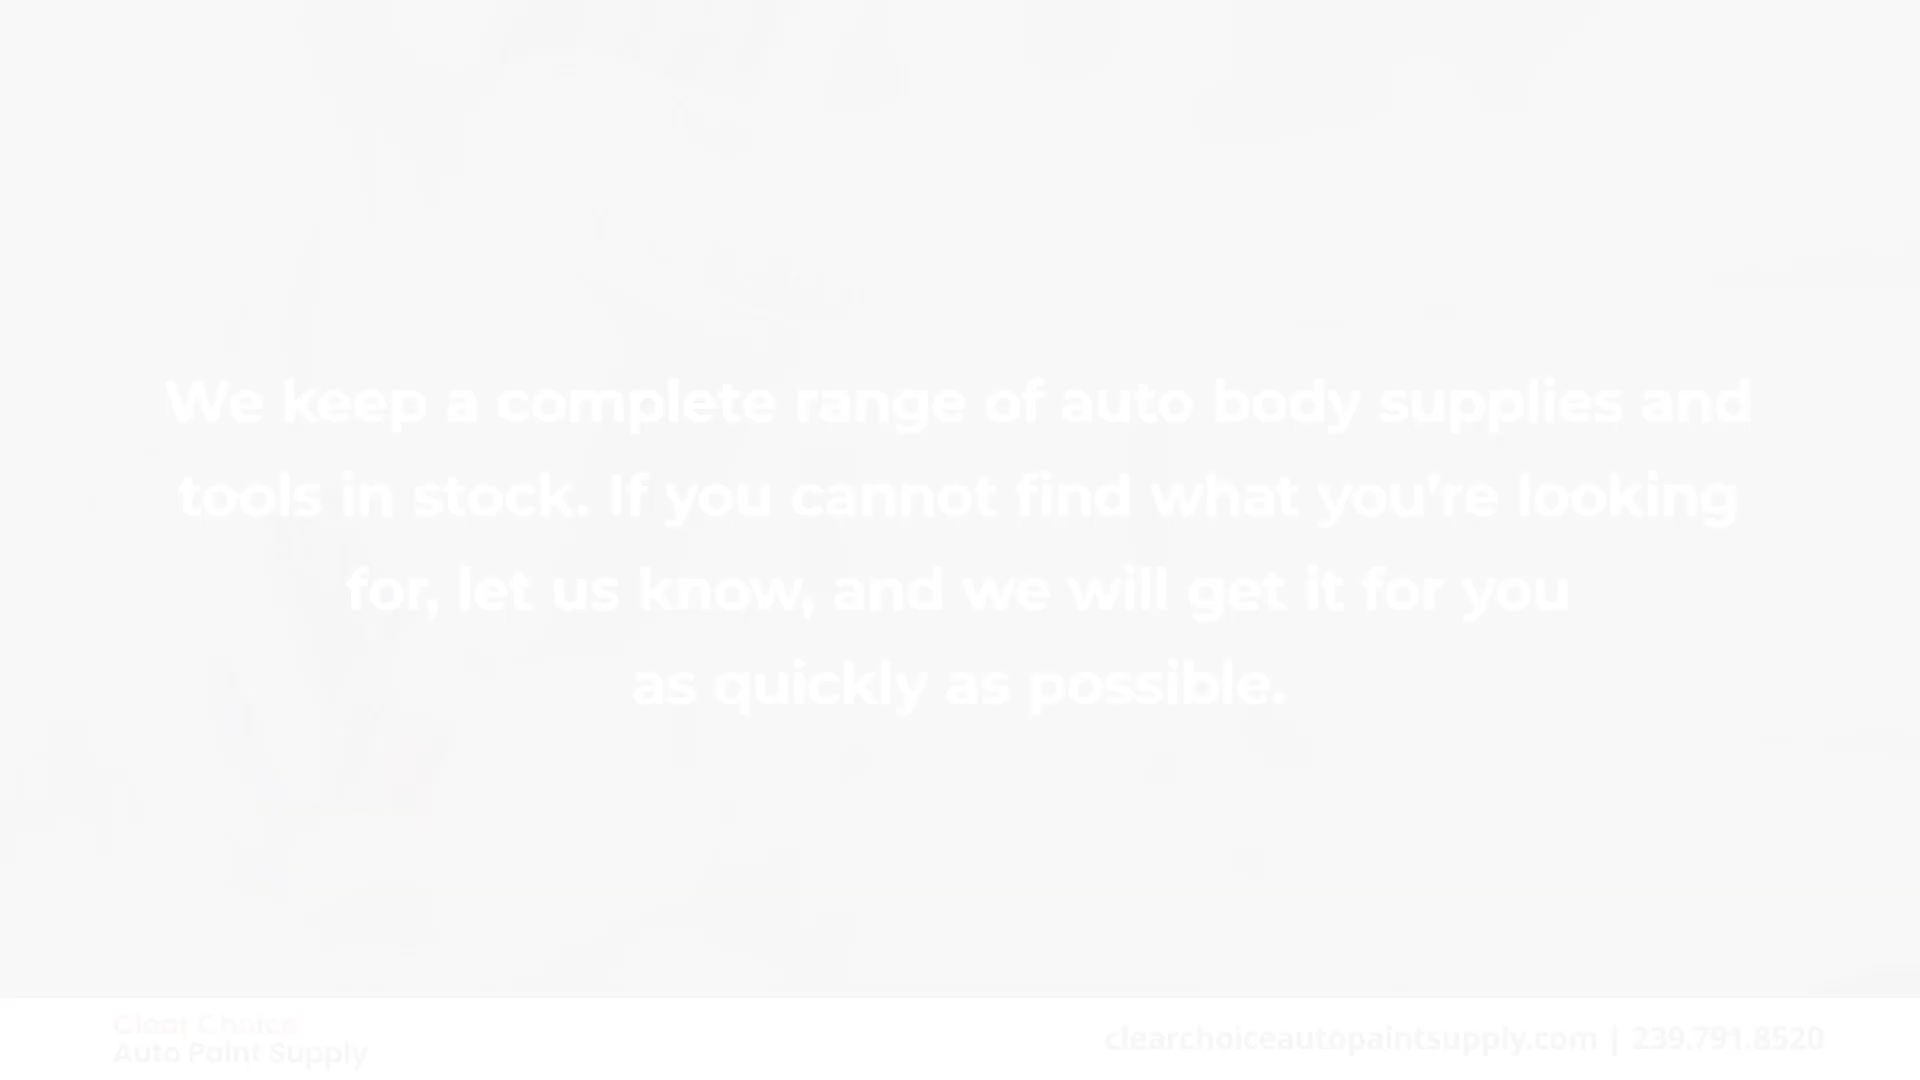 We keep a complete range of auto body supplies and
tools in stock. If you cannot find what you're looking
for, let us know, and we will get it for you
as quickly as possible.
Clear Choice
Auto Paint Supply
clearchoiceautopaintsupply.com | 239.791.8520